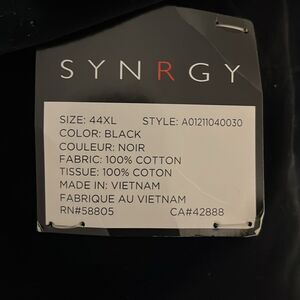 SYNRGY
SIZE: 44XL STYLE: A01211040030
COLOR: BLACK
COULEUR: NOIR
FABRIC: 100% COTTON
TISSUE: 100% COTON
MADE IN: VIETNAM
FABRIQUE AU VIETNAM
RN#58805 CA#42888